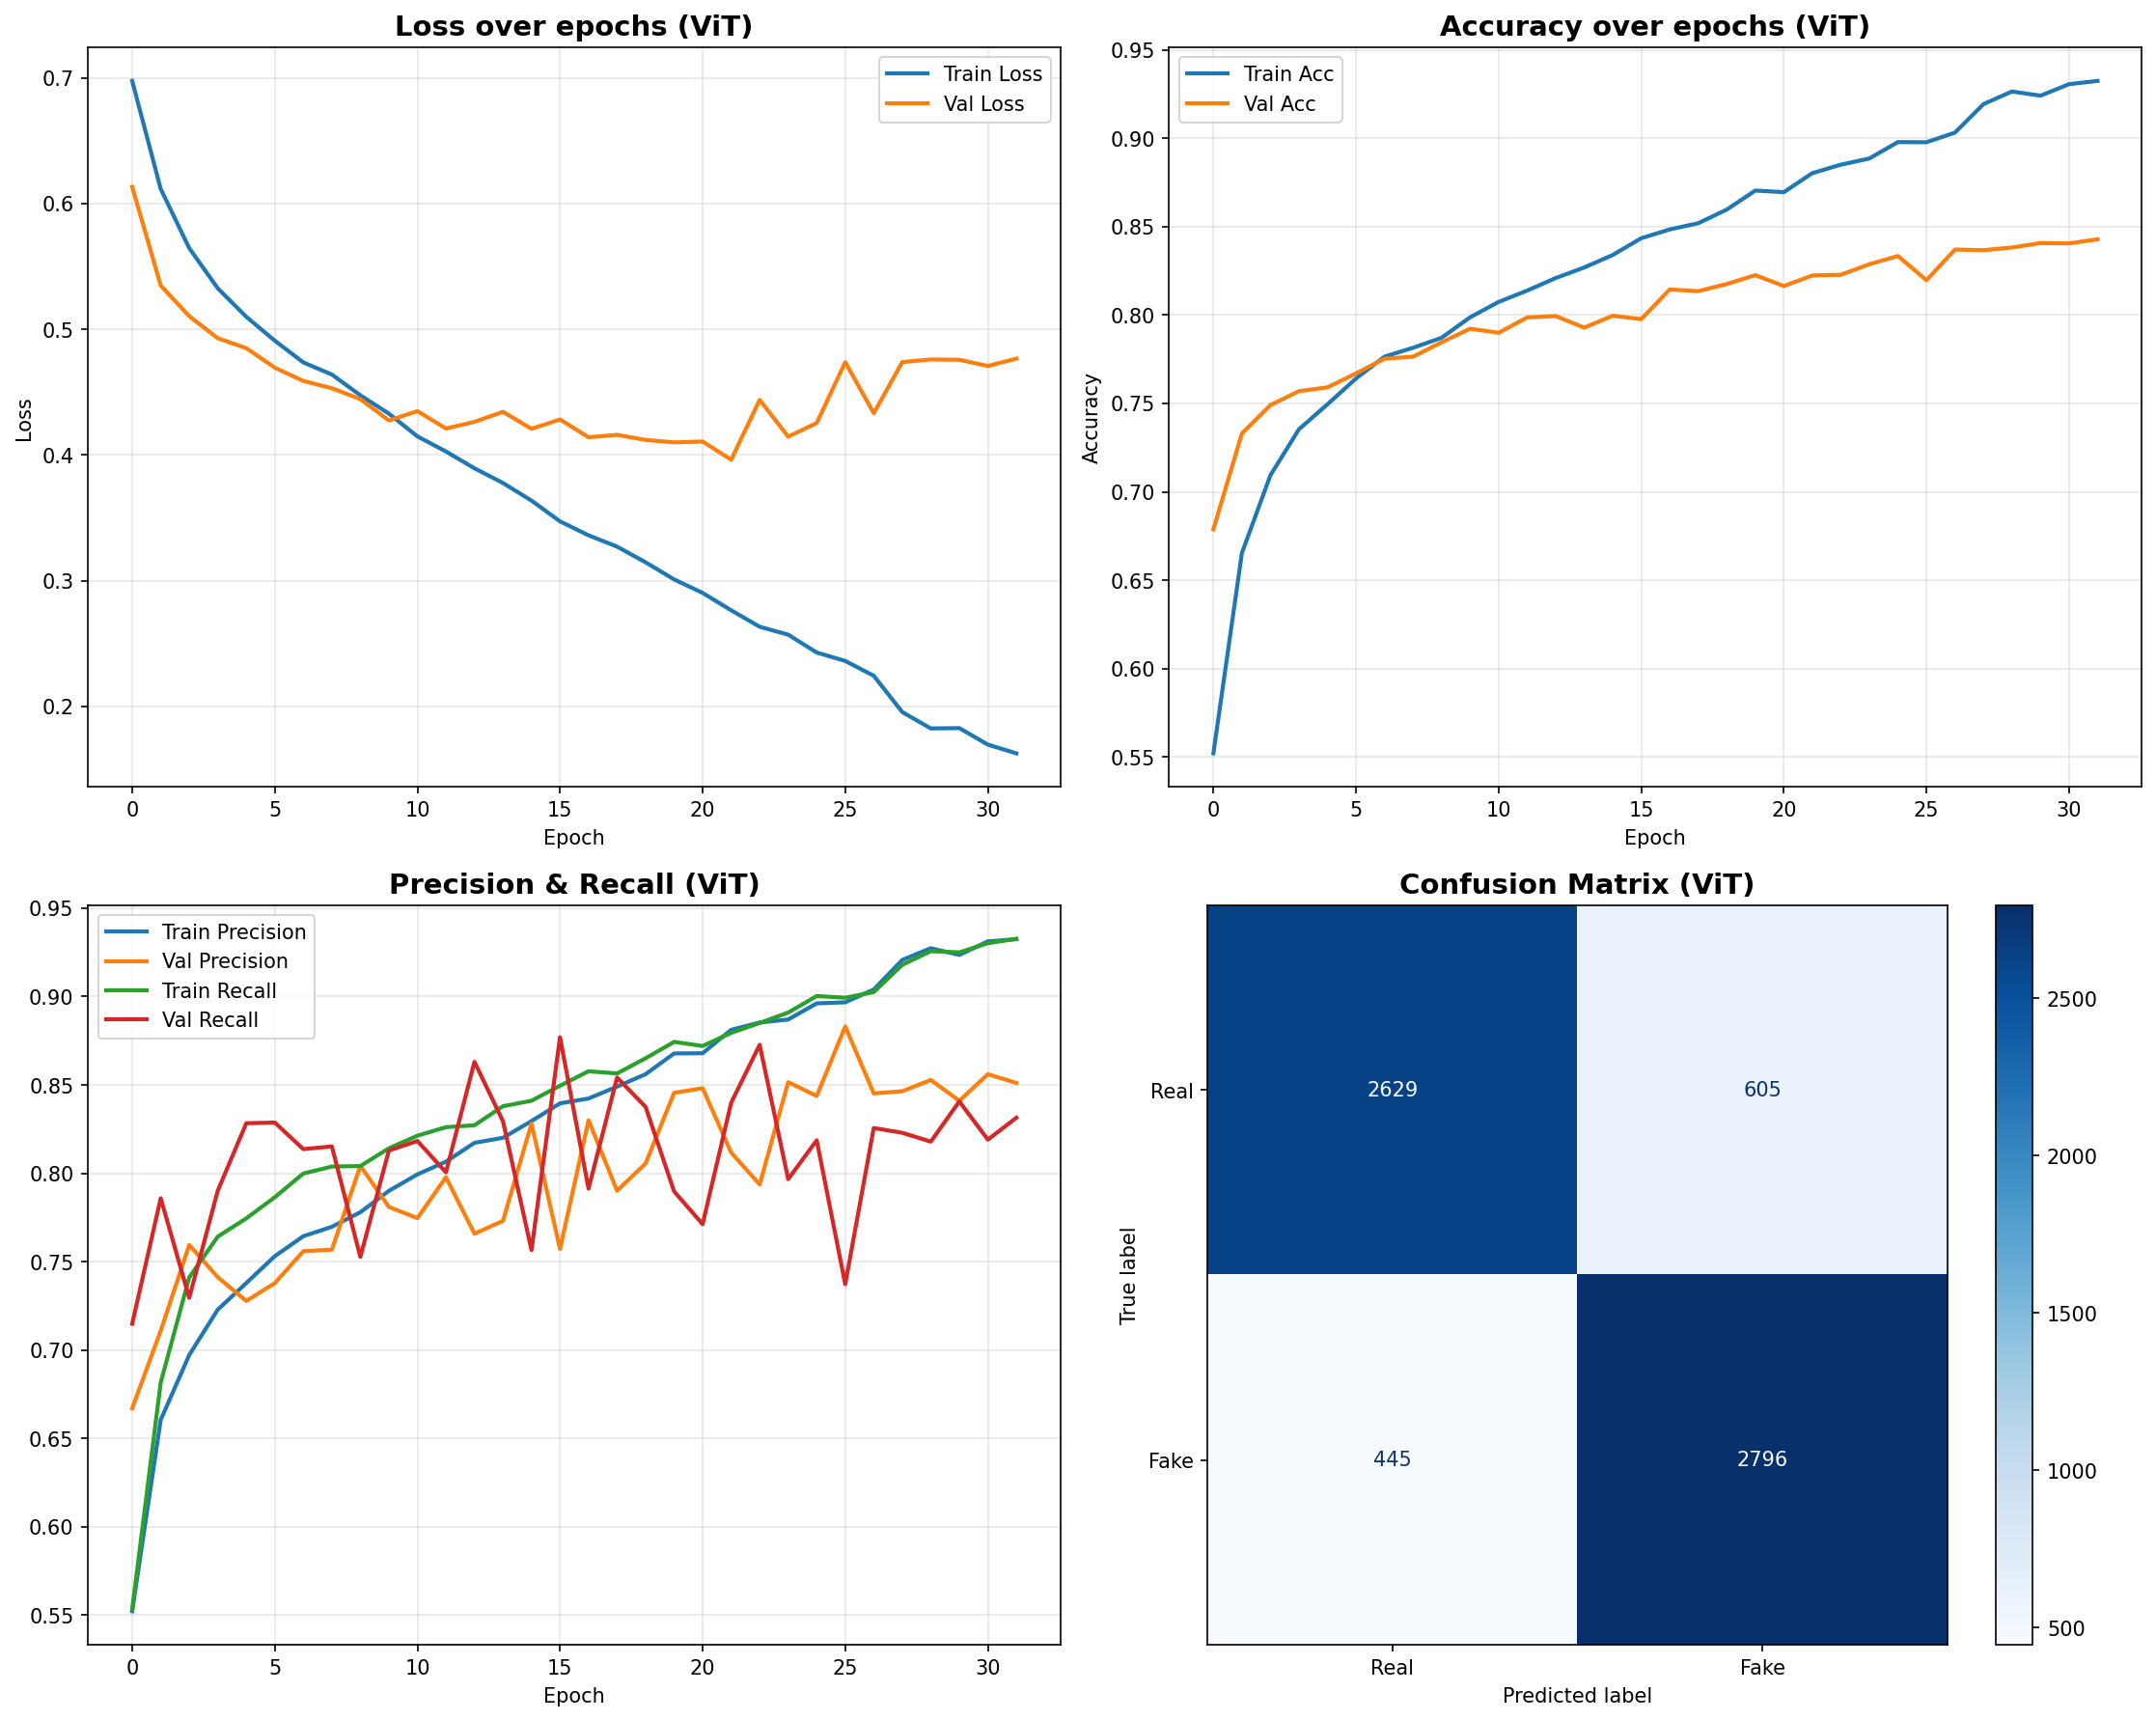 Loss over epochs (ViT)
Train Loss
Val Loss
0.7
0.6
0.5
0.4
0.3
0.2
Loss
0 5 10 15 20 25 30
Epoch
Accuracy over epochs (ViT)
Train Acc
Val Acc
0.95
0.90
0.85
0.80
0.75
0.70
0.65
0.60
0.55
Accuracy
0 5 10 15 20 25 30
Epoch
Precision & Recall (ViT)
Train Precision
Val Precision
Train Recall
Val Recall
0.95
0.90
0.85
0.80
0.75
0.70
0.65
0.60
0.55
0 5 10 15 20 25 30
Epoch
Confusion Matrix (ViT)
True label
Real
2629 605
Fake
445 2796
Real Fake
Predicted label
2500
2000
1500
1000
500